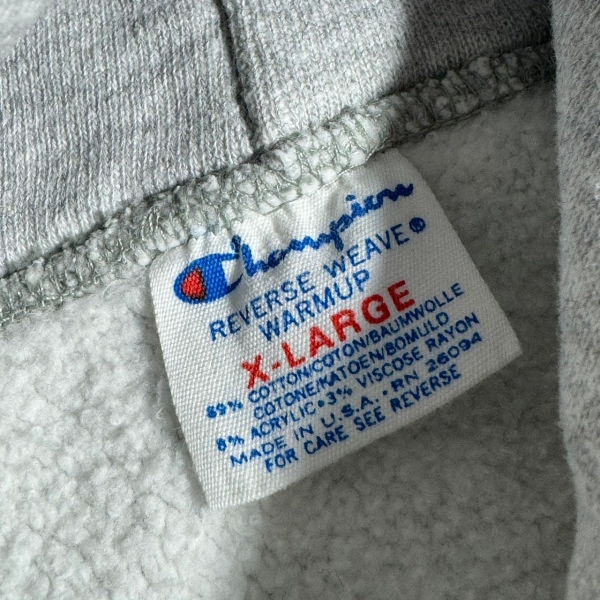 Champion
REVERSE WEAVE®
WARMUP
X-LARGE
89% COTTON/COTON/BAUMWOLLE
COTONE/KATOEN/BOMULD
8% ACRYLIC•3% VISCOSE RAYON
MADE IN U.S.A.•RN 26094
FOR CARE SEE REVERSE